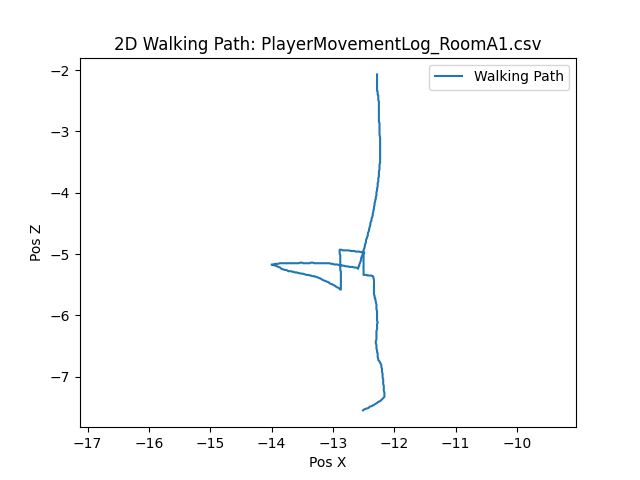 2D Walking Path: PlayerMovementLog_RoomA1.csv
Walking Path
Pos Z
−2
−3
−4
−5
−6
−7
−17 −16 −15 −14 −13 −12 −11 −10
Pos X